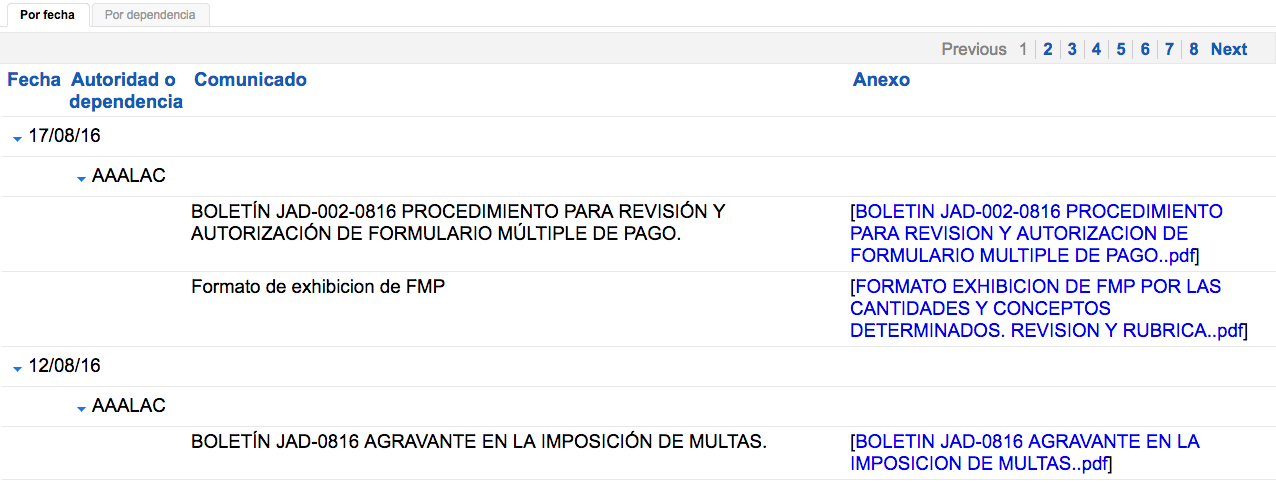 Por fecha Por dependencia
Previous 1 2 3 4 5 6 7 8 Next
Fecha Autoridad o dependencia Comunicado Anexo
17/08/16
AAALAC
BOLETÍN JAD-002-0816 PROCEDIMIENTO PARA REVISIÓN Y
AUTORIZACIÓN DE FORMULARIO MÚLTIPLE DE PAGO.
[BOLETIN JAD-002-0816 PROCEDIMIENTO
PARA REVISION Y AUTORIZACION DE
FORMULARIO MULTIPLE DE PAGO..pdf]
Formato de exhibicion de FMP
[FORMATO EXHIBICION DE FMP POR LAS
CANTIDADES Y CONCEPTOS
DETERMINADOS. REVISION Y RUBRICA..pdf]
12/08/16
AAALAC
BOLETÍN JAD-0816 AGRAVANTE EN LA IMPOSICIÓN DE MULTAS.
[BOLETIN JAD-0816 AGRAVANTE EN LA
IMPOSICION DE MULTAS..pdf]